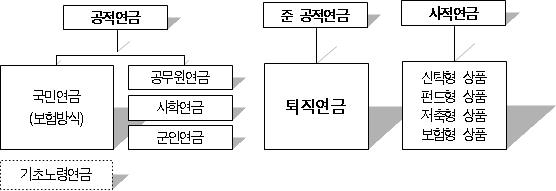 공적연금
국민연금
(보험방식)
공무원연금
사학연금
군인연금
기초노령연금
준 공적연금
퇴직연금
사적연금
신탁형 상품
펀드형 상품
저축형 상품
보험형 상품